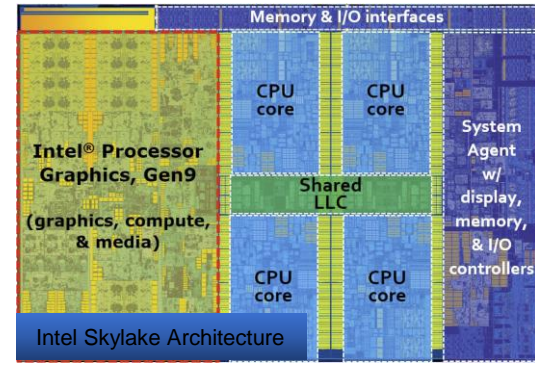 Memory & I/O interfaces
CPU
core
CPU
core
Intel® Processor
Graphics, Gen9
(graphics, compute,
& media)
Shared
LLC
System
Agent
w/
display,
memory,
& I/O
controllers
CPU
core
CPU
core
Intel Skylake Architecture